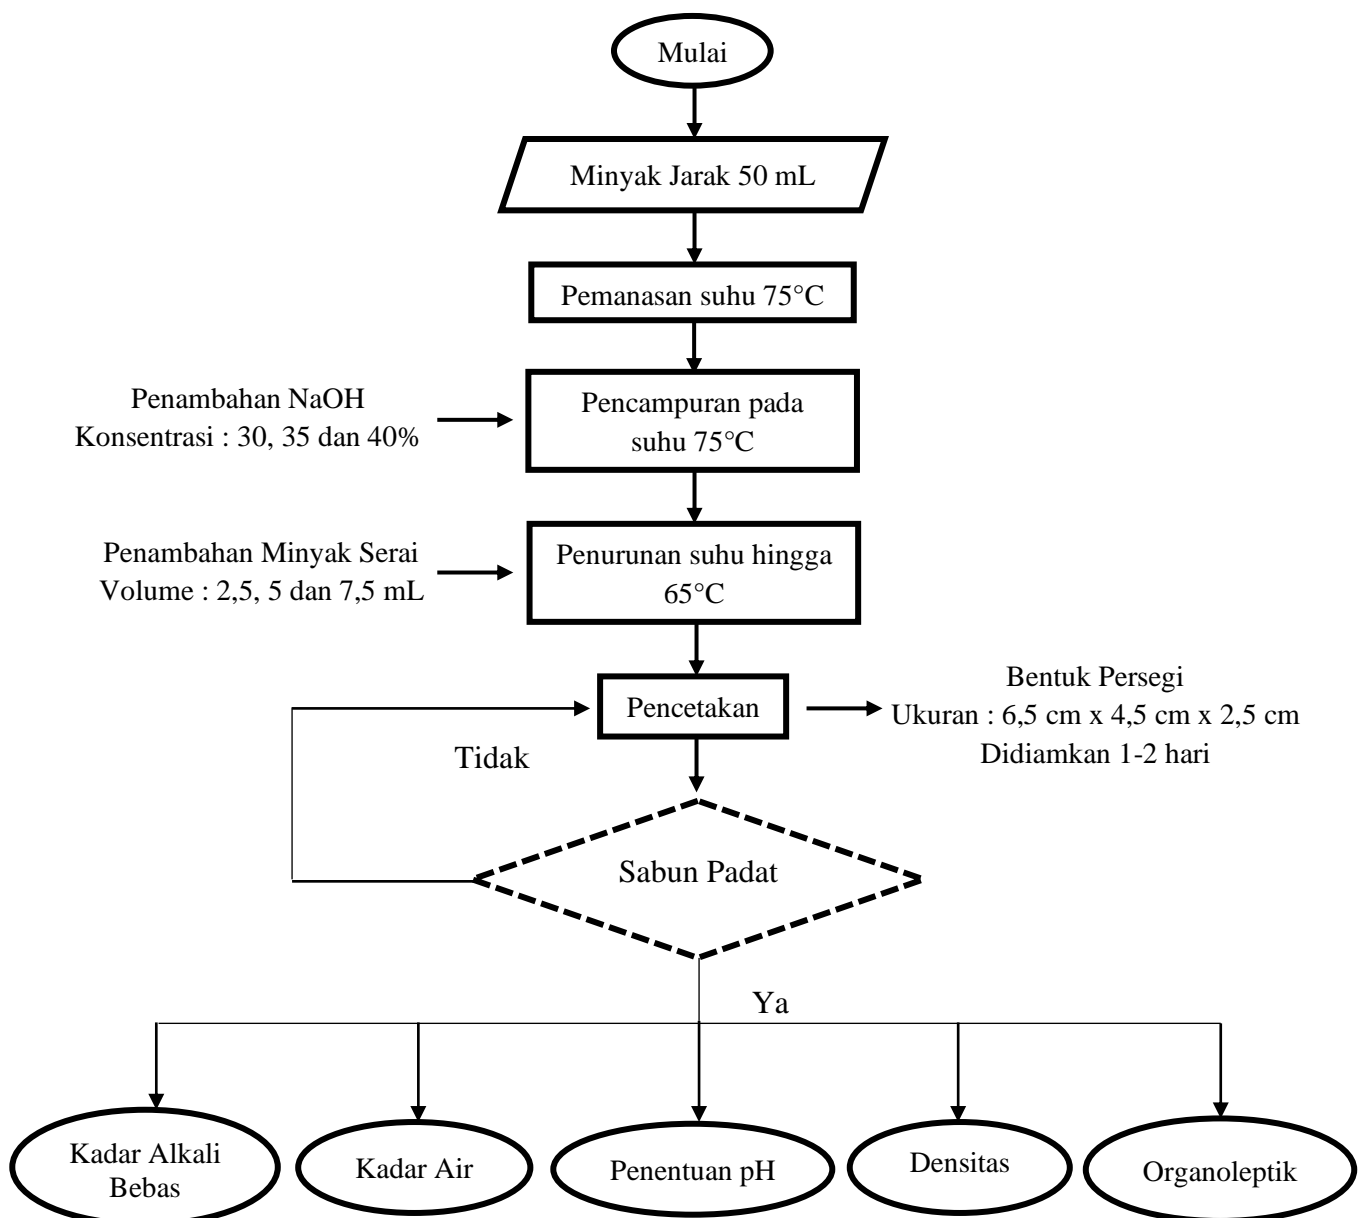 Mulai
Minyak Jarak 50 mL
Pemanasan suhu 75°C
Penambahan NaOH
Konsentrasi : 30, 35 dan 40%
Pencampuran pada
suhu 75°C
Penambahan Minyak Serai
Volume : 2,5, 5 dan 7,5 mL
Penurunan suhu hingga
65°C
Pencetakan
Bentuk Persegi
Ukuran : 6,5 cm x 4,5 cm x 2,5 cm
Didiamkan 1-2 hari
Tidak
Sabun Padat
Ya
Kadar Alkali
Bebas
Kadar Air
Penentuan pH
Densitas
Organoleptik